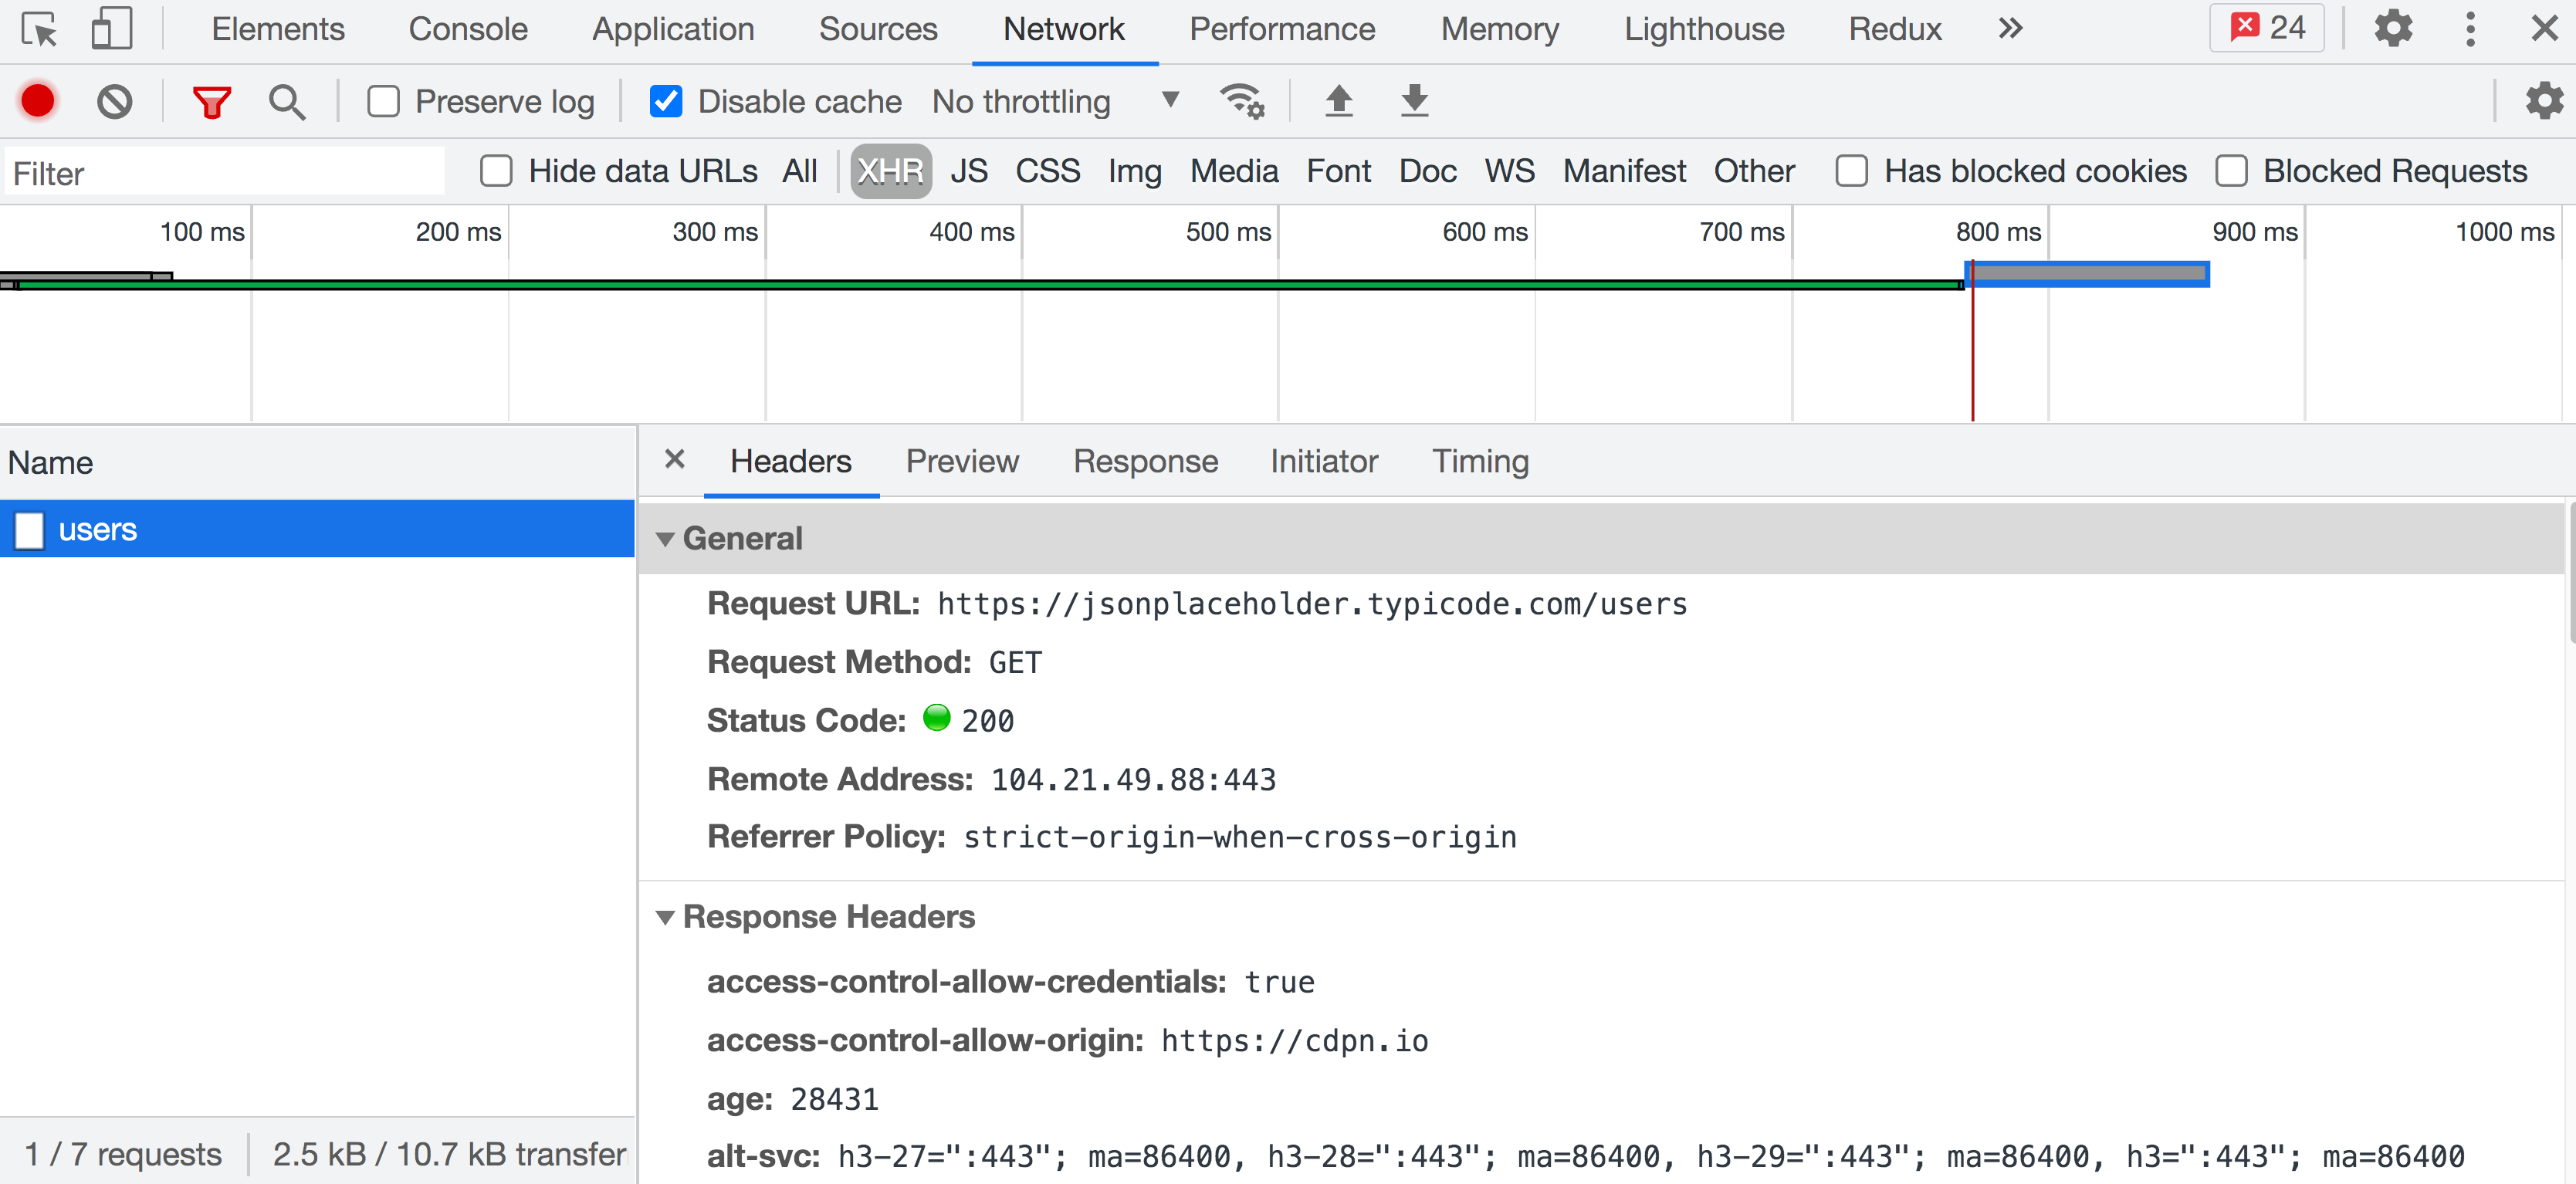 Elements Console Application Sources Network Performance Memory Lighthouse Redux » 24
Preserve log Disable cache No throttling
Filter Hide data URLs All XHR JS CSS Img Media Font Doc WS Manifest Other Has blocked cookies Blocked Requests
100 ms 200 ms 300 ms 400 ms 500 ms 600 ms 700 ms 800 ms 900 ms 1000 ms
Name
users
1 / 7 requests 2.5 kB / 10.7 kB transfer
Headers Preview Response Initiator Timing
General
Request URL: https://jsonplaceholder.typicode.com/users
Request Method: GET
Status Code: 200
Remote Address: 104.21.49.88:443
Referrer Policy: strict-origin-when-cross-origin
Response Headers
access-control-allow-credentials: true
access-control-allow-origin: https://cdpn.io
age: 28431
alt-svc: h3-27=":443"; ma=86400, h3-28=":443"; ma=86400, h3-29=":443"; ma=86400, h3=":443"; ma=86400